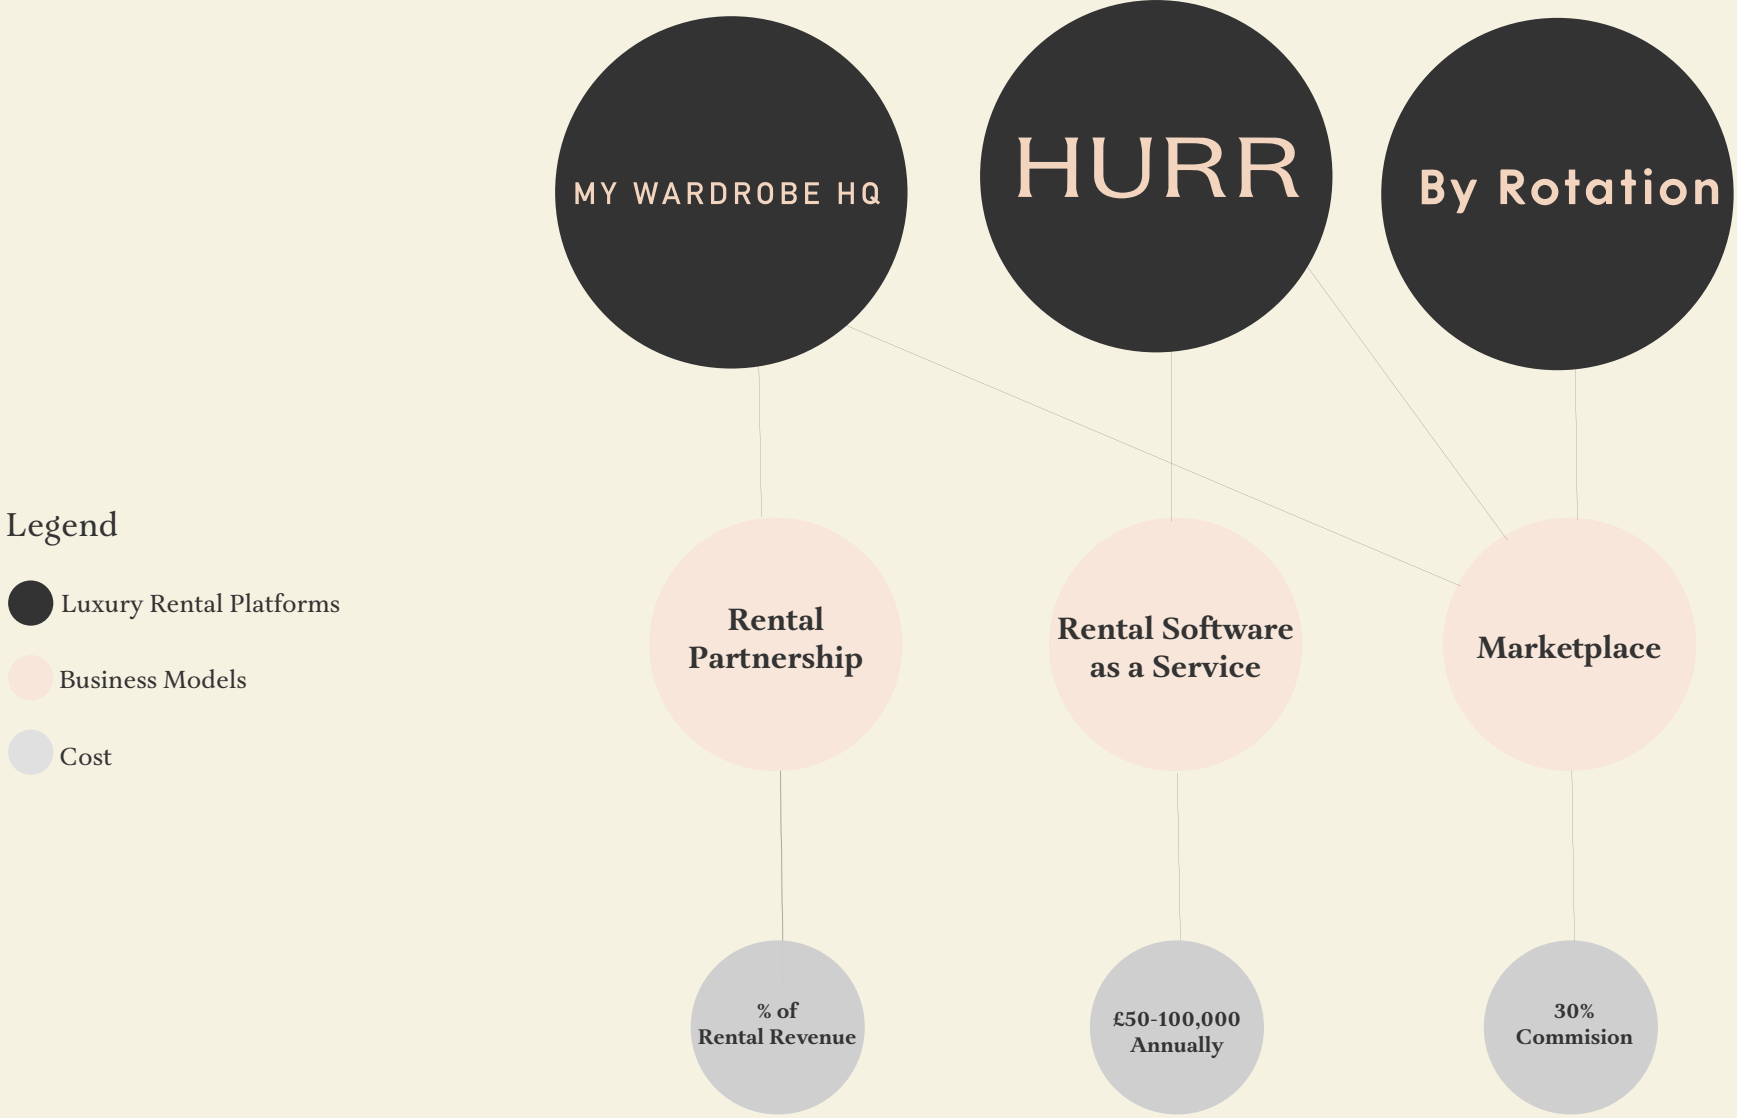 MY WARDROBE HQ
HURR
By Rotation
Legend
Luxury Rental Platforms
Business Models
Cost
Rental
Partnership
Rental Software
as a Service
Marketplace
% of
Rental Revenue
£50-100,000
Annually
30%
Commision